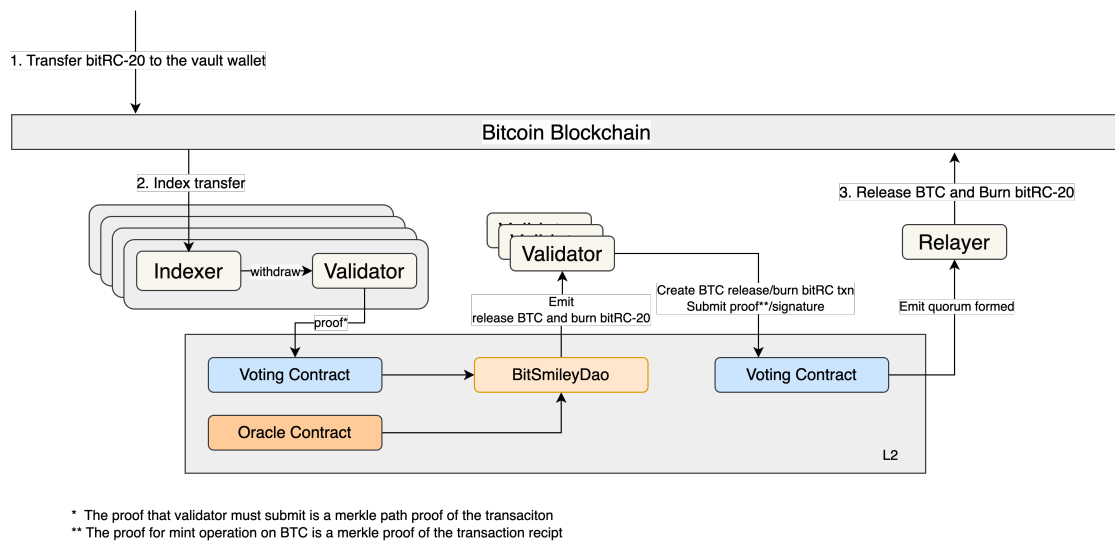 1. Transfer bitRC-20 to the vault wallet
Bitcoin Blockchain
2. Index transfer
3. Release BTC and Burn bitRC-20
Validator
Validator
Validator
Relayer
Indexer
withdraw
Validator
Emit
release BTC and burn bitRC-20
Create BTC release/burn bitRC txn
Submit proof**/signature
Emit quorum formed
proof*
Voting Contract
BitSmileyDao
Voting Contract
Oracle Contract
L2
* The proof that validator must submit is a merkle path proof of the transaciton
** The proof for mint operation on BTC is a merkle proof of the transaction recipt